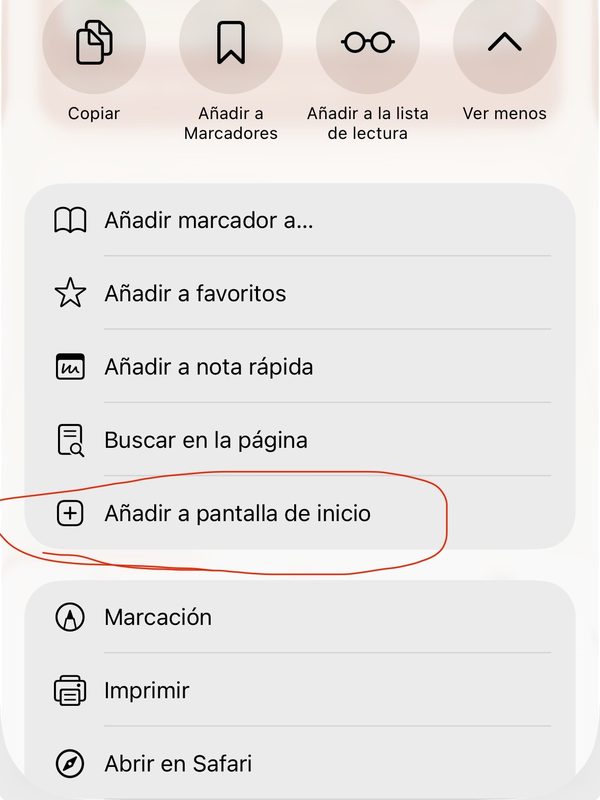 Copiar
Añadir a
Marcadores
Añadir a la lista
de lectura
Ver menos
Añadir marcador a...
Añadir a favoritos
Añadir a nota rápida
Buscar en la página
Añadir a pantalla de inicio
Marcación
Imprimir
Abrir en Safari